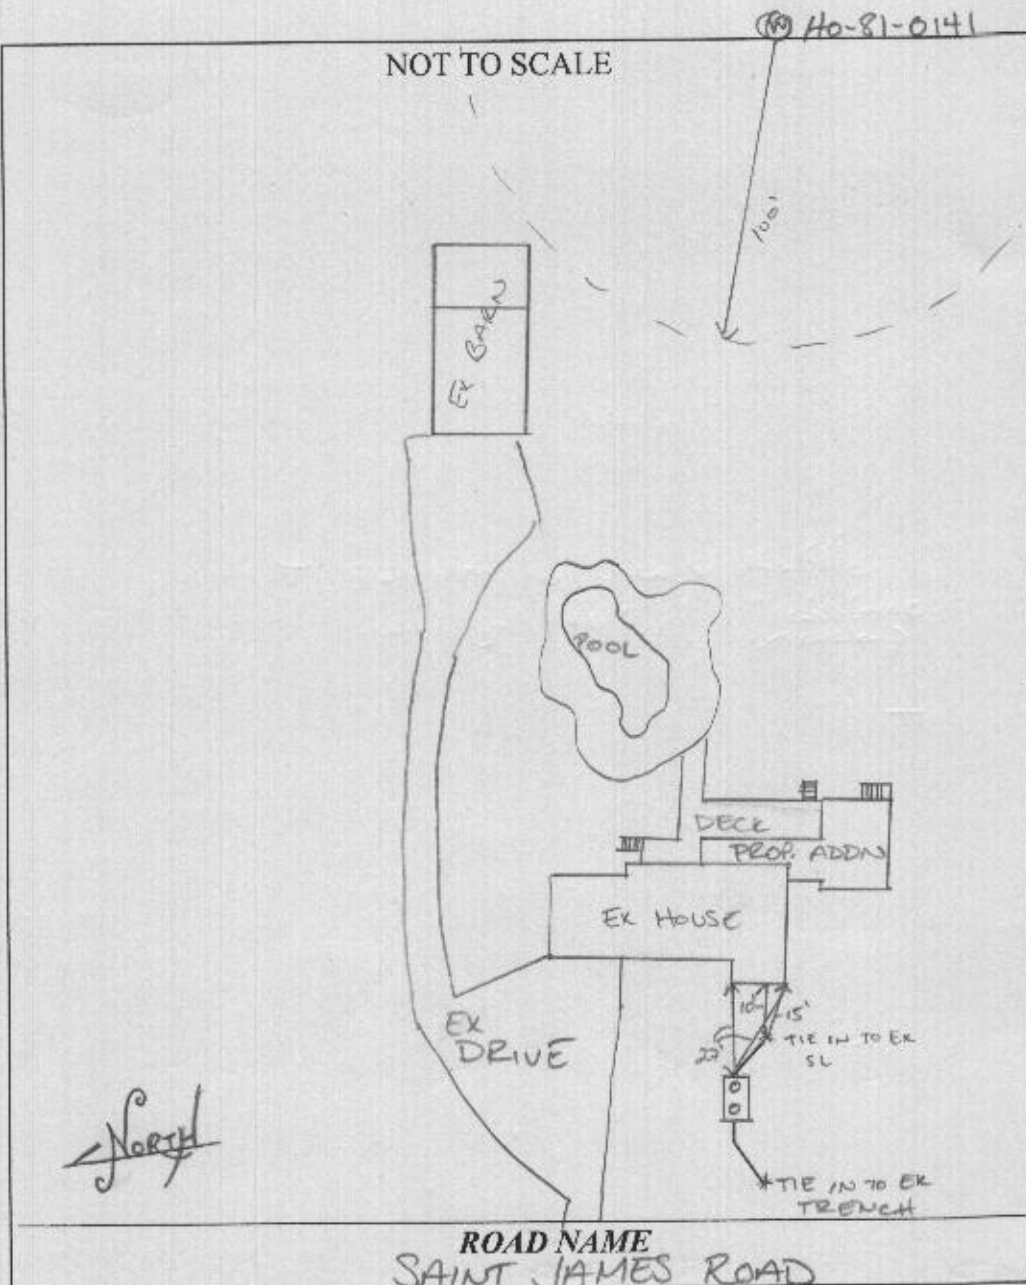 (W) HO-81-0141
NOT TO SCALE
100'
EX BARN
POOL
DECK
PROP. ADDN
EX HOUSE
10'
15'
TIE IN TO EX
SL
EX
DRIVE
NORTH
TIE IN TO EX
TRENCH
ROAD NAME
SAINT JAMES ROAD